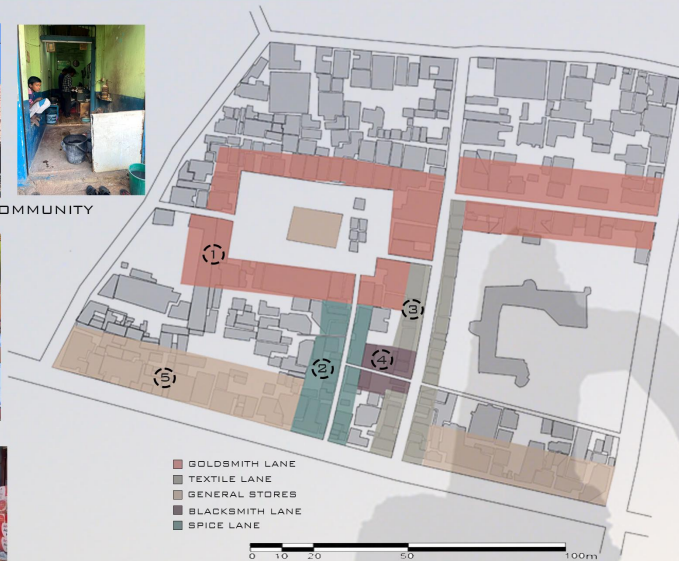 OMMUNITY
1
3
4
2
5
GOLDSMITH LANE
TEXTILE LANE
GENERAL STORES
BLACKSMITH LANE
SPICE LANE
0 10 20 50 100m